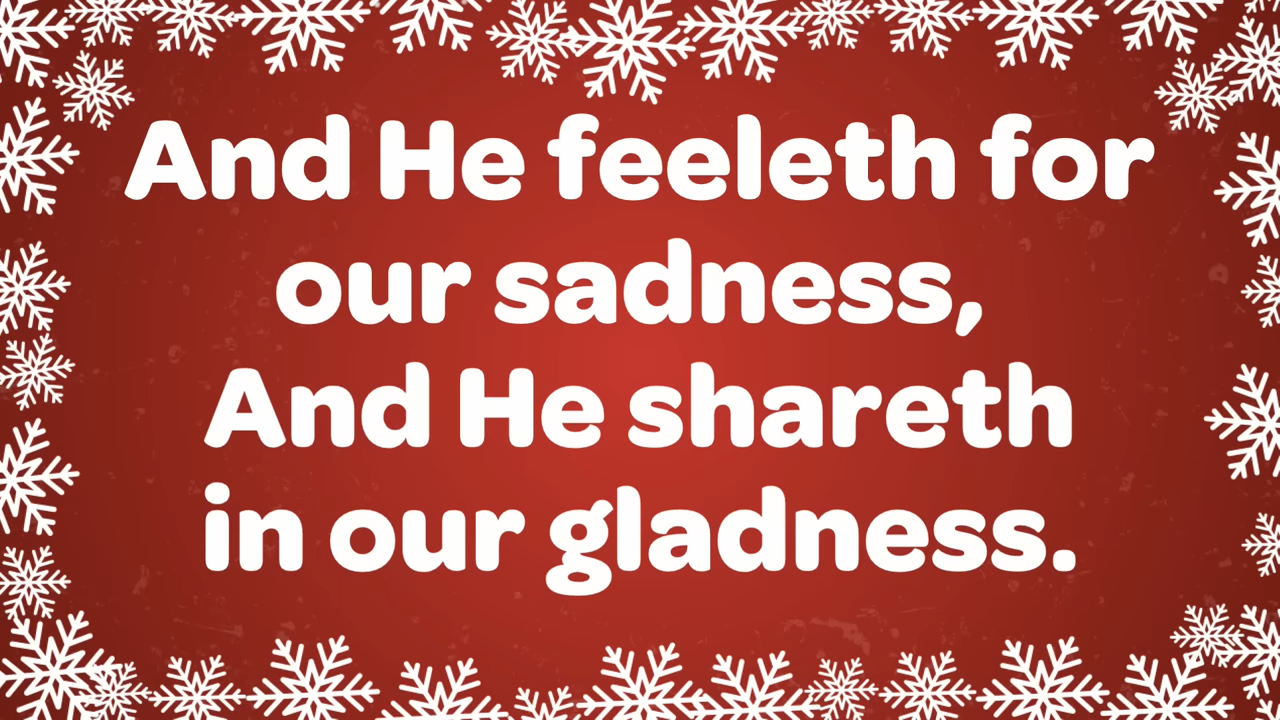 And He feeleth for
our sadness,
And He shareth
in our gladness.